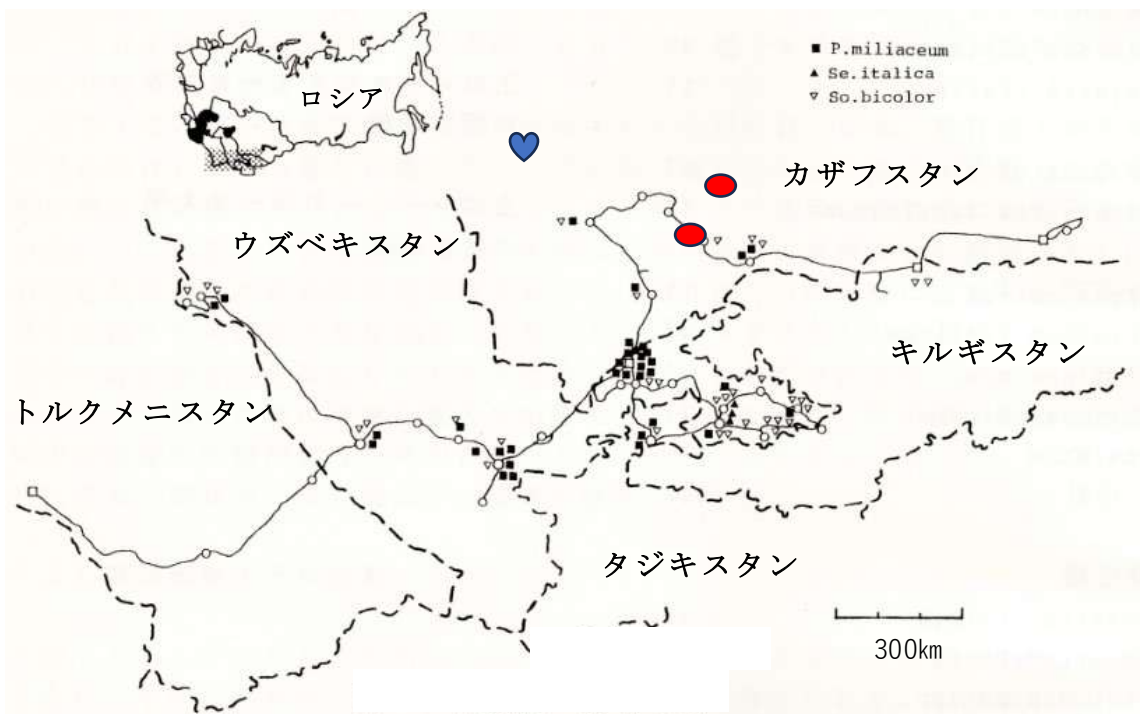 ■ P.miliaceum
▲ Se.italica
▽ So.bicolor
ロシア
カザフスタン
ウズベキスタン
キルギスタン
トルクメニスタン
タジキスタン
300km